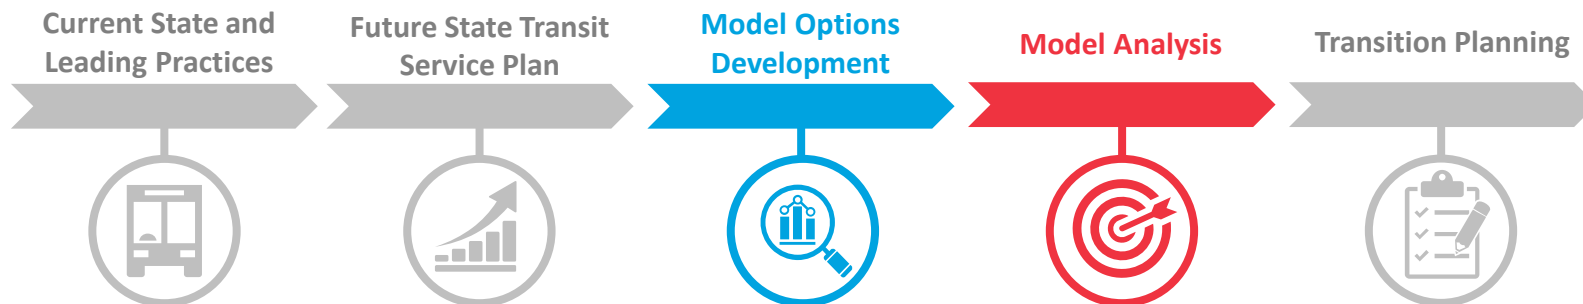 Current State and
Leading Practices
Future State Transit
Service Plan
Model Options
Development
Model Analysis
Transition Planning